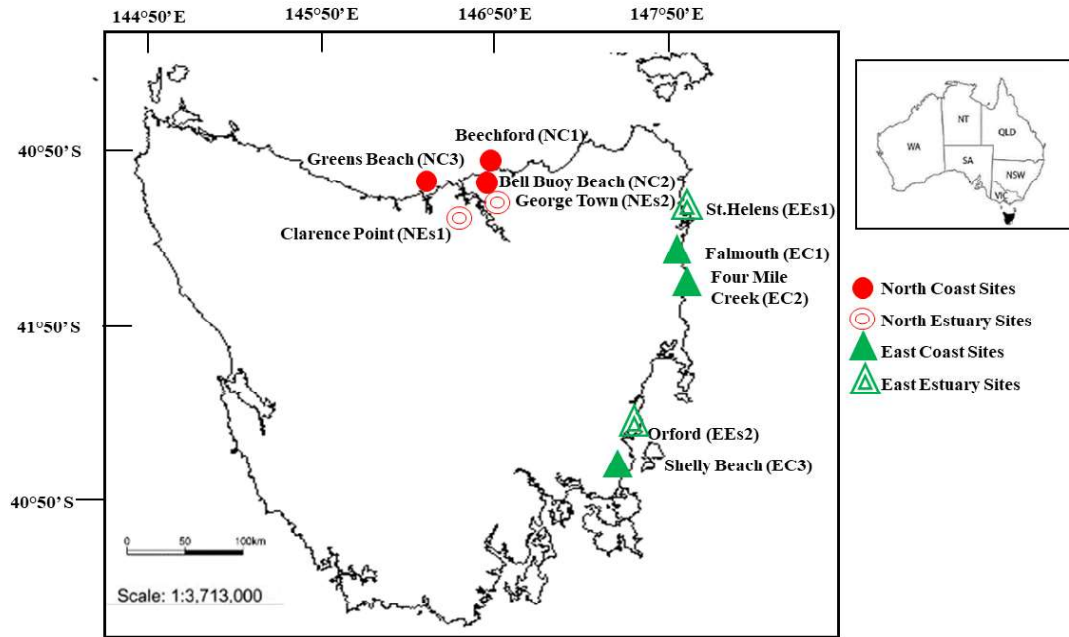 144°50’ E
145°50’ E
146°50’ E
147°50’ E
40°50’ S
41°50’ S
40°50’ S
Beechford (NC1)
Greens Beach (NC3)
Bell Buoy Beach (NC2)
George Town (NEs2)
Clarence Point (NEs1)
St.Helens (EEs1)
Falmouth (EC1)
Four Mile
Creek (EC2)
Orford (EEs2)
Shelly Beach (EC3)
0 50 100km
Scale: 1:3,713,000
WA
NT
QLD
SA
NSW
VIC
North Coast Sites
North Estuary Sites
East Coast Sites
East Estuary Sites